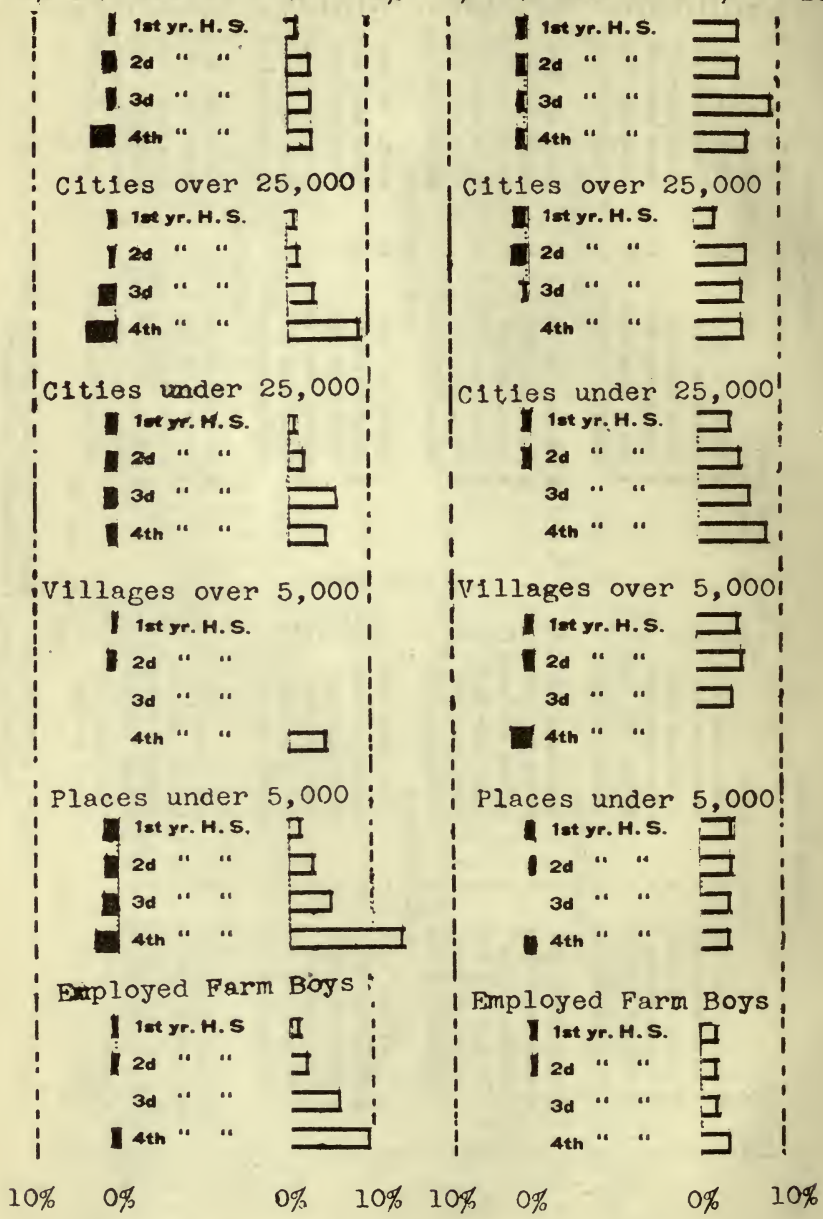 1st yr. H. S.
2d " "
3d " "
4th " "
Cities over 25,000
1st yr. H. S.
2d " "
3d " "
4th " "
Cities under 25,000
1st yr. H. S.
2d " "
3d " "
4th " "
Villages over 5,000
1st yr. H. S.
2d " "
3d " "
4th " "
Places under 5,000
1st yr. H. S.
2d " "
3d " "
4th " "
Employed Farm Boys
1st yr. H. S
2d " "
3d " "
4th " "
10% 0% 0% 10%
1st yr. H. S.
2d " "
3d " "
4th " "
Cities over 25,000
1st yr. H. S.
2d " "
3d " "
4th " "
Cities under 25,000
1st yr. H. S.
2d " "
3d " "
4th " "
Villages over 5,000
1st yr. H. S.
2d " "
3d " "
4th " "
Places under 5,000
1st yr. H. S.
2d " "
3d " "
4th " "
Employed Farm Boys
1st yr. H. S.
2d " "
3d " "
4th " "
10% 0% 0% 10%